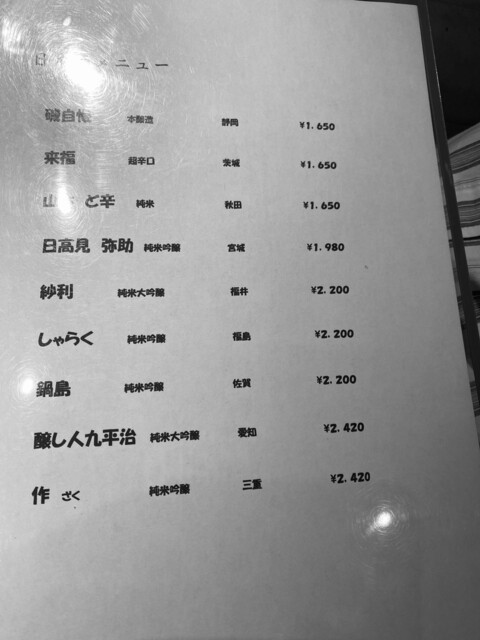 日 メニュー
磯自慢 本醸造 静岡 ¥1.650
来福 超辛口 茨城 ¥1.650
山 ど辛 純米 秋田 ¥1.650
日高見 弥助 純米吟醸 宮城 ¥1.980
紗利 純米大吟醸 福井 ¥2.200
しゃらく 純米吟醸 福島 ¥2.200
鍋島 純米吟醸 佐賀 ¥2.200
醸し人九平治 純米大吟醸 愛知 ¥2.420
作 ざく 純米吟醸 三重 ¥2.420